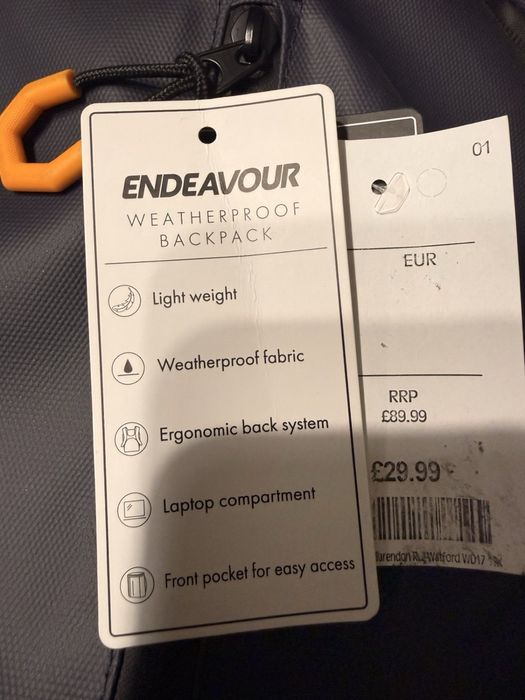 ENDEAVOUR
WEATHERPROOF
BACKPACK
Light weight
Weatherproof fabric
Ergonomic back system
Laptop compartment
Front pocket for easy access
01
EUR
RRP
£89.99
£29.99
Watford WD17